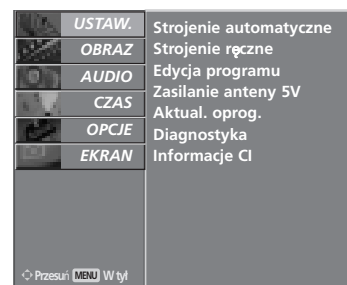 USTAW.
OBRAZ
AUDIO
CZAS
OPCJE
EKRAN
Strojenie automatyczne
Strojenie ręczne
Edycja programu
Zasilanie anteny 5V
Aktual. oprog.
Diagnostyka
Informacje CI
Przesuń MENU W tył